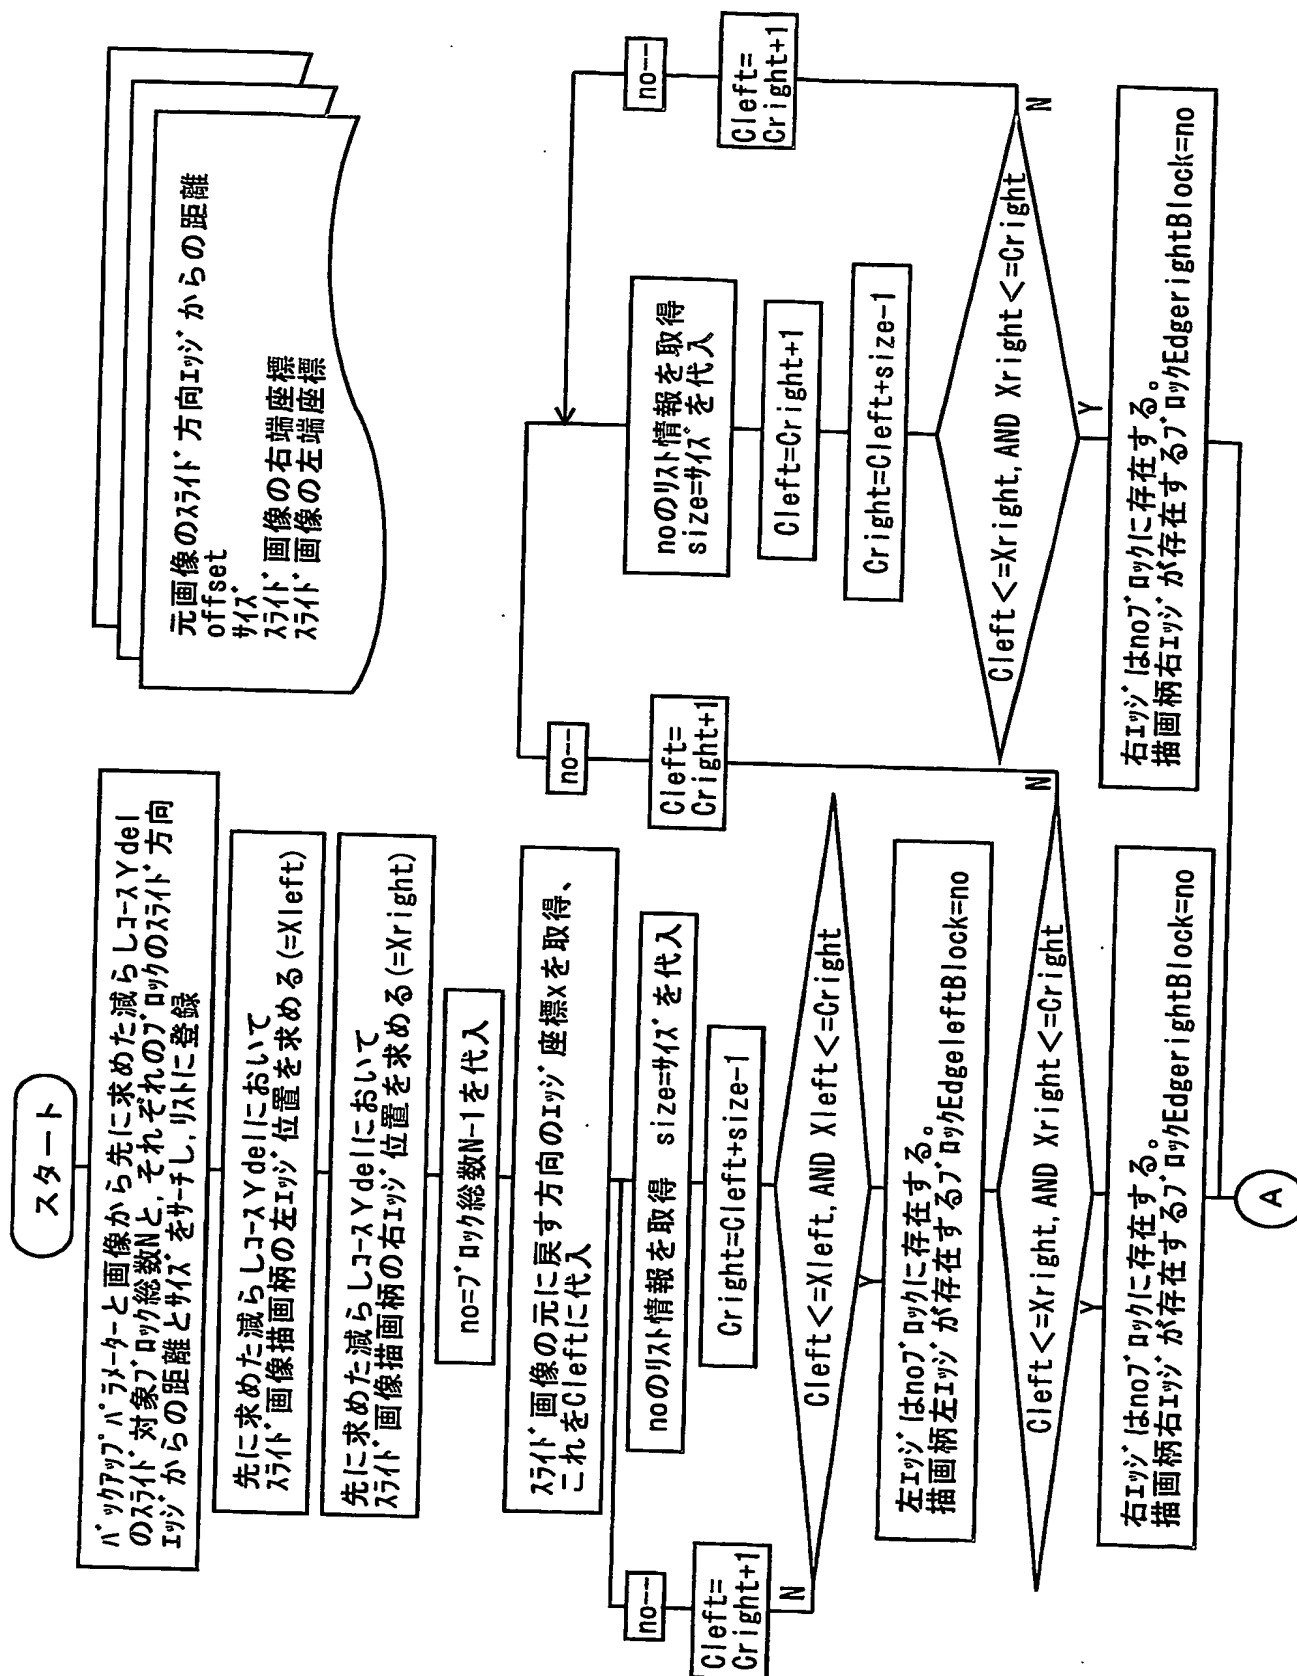 スタート
バックアップパラメーターと画像から先に求めた減らしコースYdel
のスライド対象ブロック総数Nと,それぞれのブロックのスライド方向
エッジからの距離とサイズをサーチし,リストに登録
先に求めた減らしコースYdelにおいて
スライド画像描画柄の左エッジ位置を求める(=Xleft)
先に求めた減らしコースYdelにおいて
スライド画像描画柄の右エッジ位置を求める(=Xright)
no=ブロック総数N-1を代入
スライド画像の元に戻す方向のエッジ座標xを取得、
これをCleftに代入
noのリスト情報を取得 size=サイズを代入
Cright=Cleft+size-1
Cleft<=Xleft, AND Xleft<=Cright
N
Cleft=
Cright+1
no--
Y
左エッジはnoブロックに存在する。
描画柄左エッジが存在するブロックEdgeleftBlock=no
Cleft<=Xright, AND Xright<=Cright
N
Cleft=
Cright+1
no--
Y
右エッジはnoブロックに存在する。
描画柄右エッジが存在するブロックEdgerightBlock=no
A
元画像のスライド方向エッジからの距離
offset
サイズ
スライド画像の右端座標
スライド画像の左端座標
noのリスト情報を取得
size=サイズを代入
Cleft=Cright+1
Cright=Cleft+size-1
Cleft<=Xright, AND Xright<=Cright
N
Cleft=
Cright+1
no--
Y
右エッジはnoブロックに存在する。
描画柄右エッジが存在するブロックEdgerightBlock=no